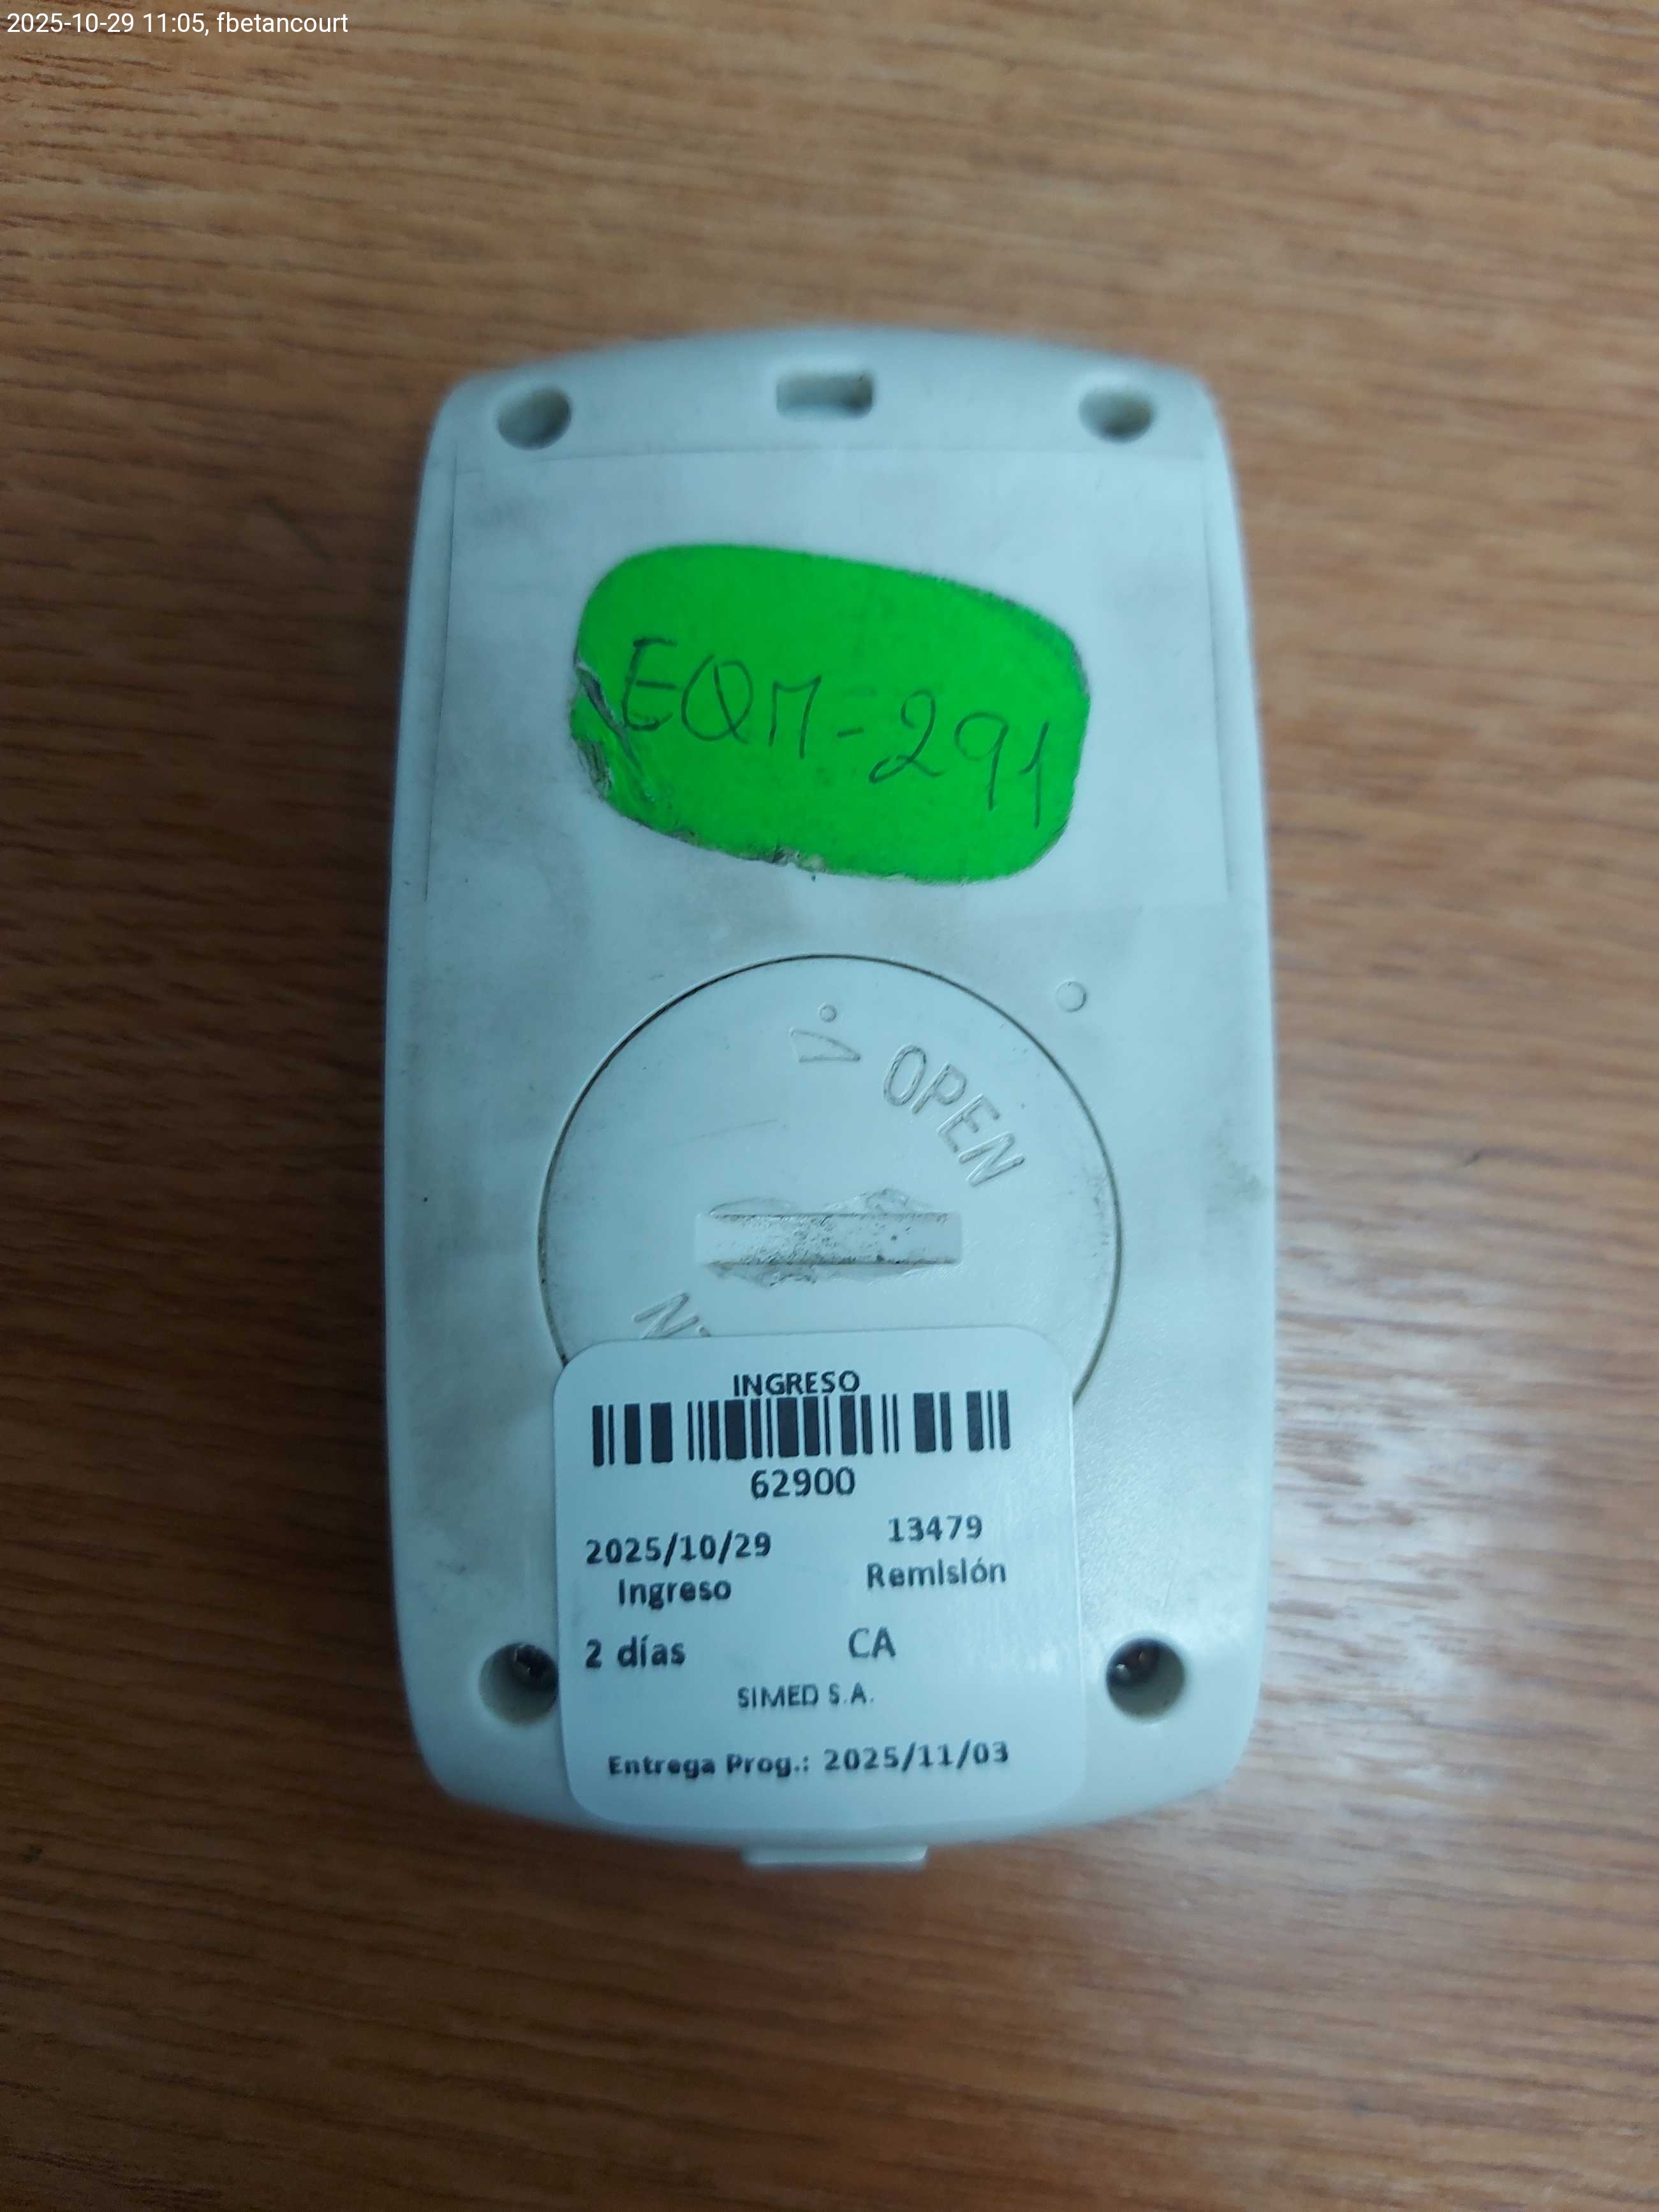 2025-10-29 11:05, fbetancourt
EQM-291
OPEN
INGRESO
62900
2025/10/29 13479
Ingreso Remisión
2 días CA
SIMED S.A.
Entrega Prog.: 2025/11/03